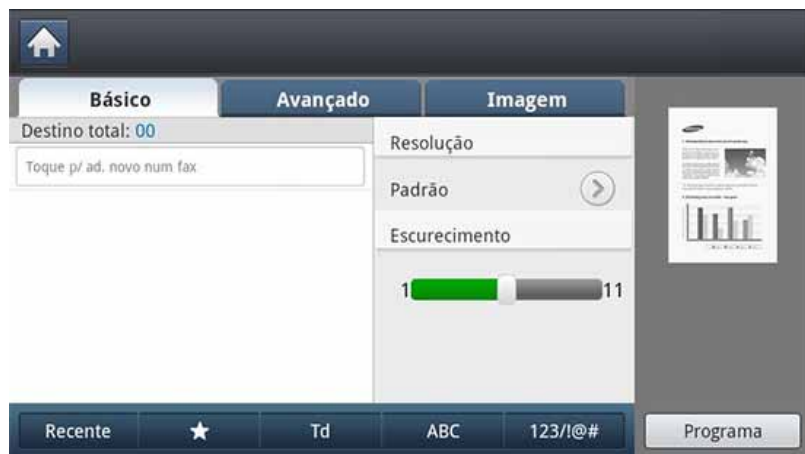 Básico
Avançado
Imagem
Destino total: 00
Toque p/ ad. novo num fax
Resolução
Padrão
Escurecimento
1
11
Recente
Td
ABC
123/!@#
Programa